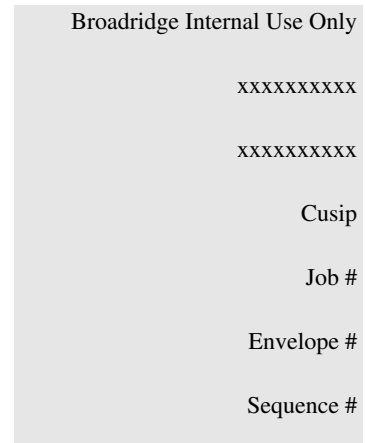 Broadridge Internal Use Only
xxxxxxxxxx
xxxxxxxxxx
Cusip
Job #
Envelope #
Sequence #